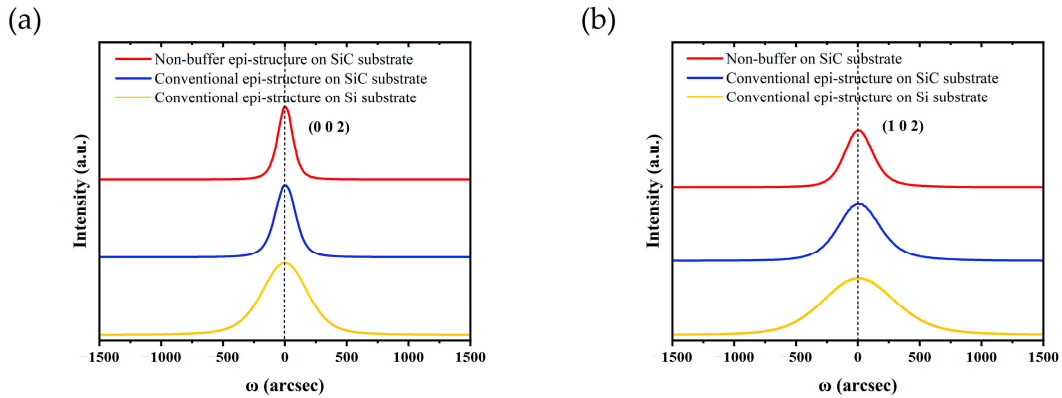 (a)
Non-buffer epi-structure on SiC substrate
Conventional epi-structure on SiC substrate
Conventional epi-structure on Si substrate
(0 0 2)
Intensity (a.u.)
−1500 −1000 −500 0 500 1000 1500
ω (arcsec)
(b)
Non-buffer on SiC substrate
Conventional epi-structure on SiC substrate
Conventional epi-structure on Si substrate
(1 0 2)
Intensity (a.u.)
−1500 −1000 −500 0 500 1000 1500
ω (arcsec)